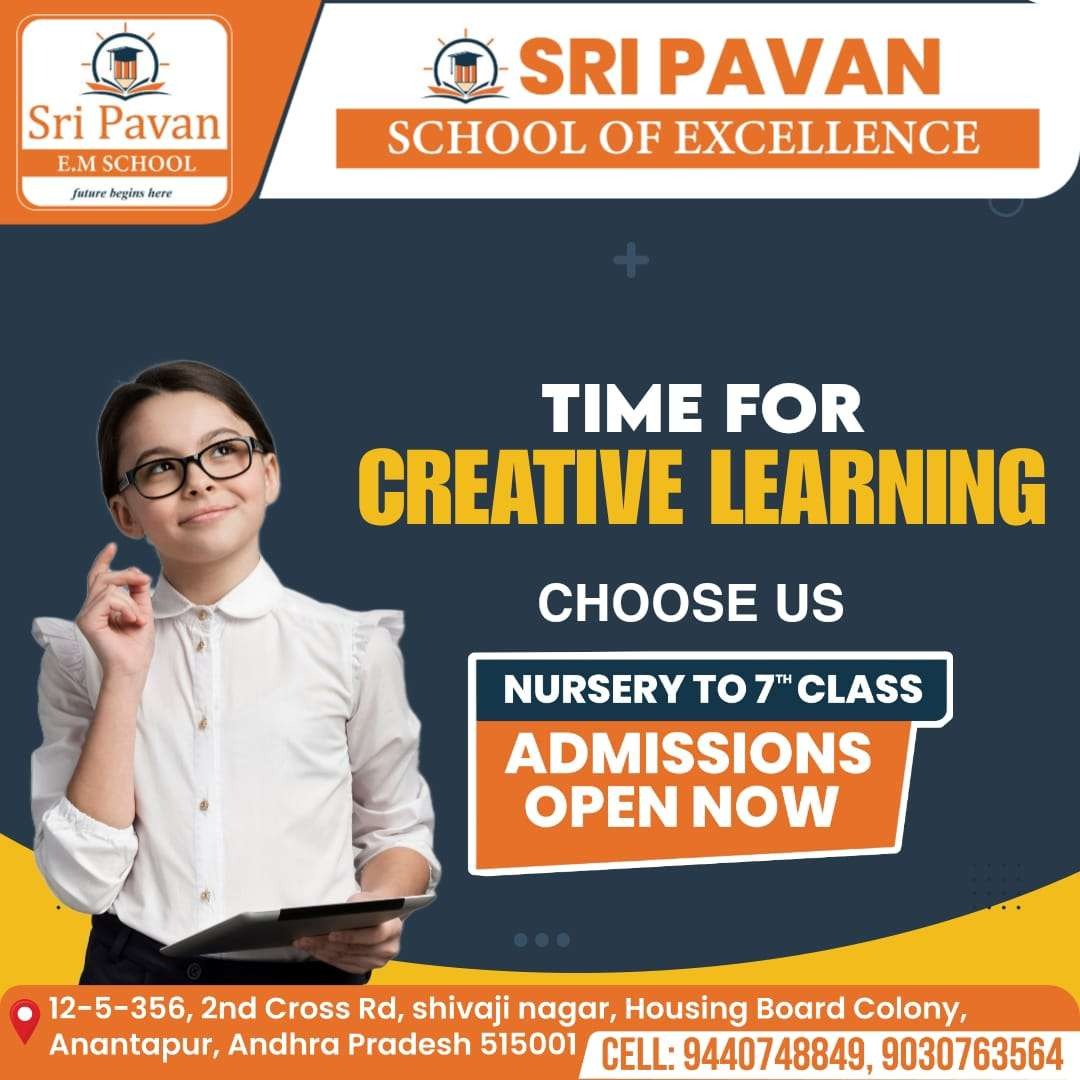 Sri Pavan
E.M SCHOOL
future begins here
SRI PAVAN
SCHOOL OF EXCELLENCE
TIME FOR
CREATIVE LEARNING
CHOOSE US
NURSERY TO 7TH CLASS
ADMISSIONS
OPEN NOW
12-5-356, 2nd Cross Rd, shivaji nagar, Housing Board Colony,
Anantapur, Andhra Pradesh 515001
CELL: 9440748849, 9030763564